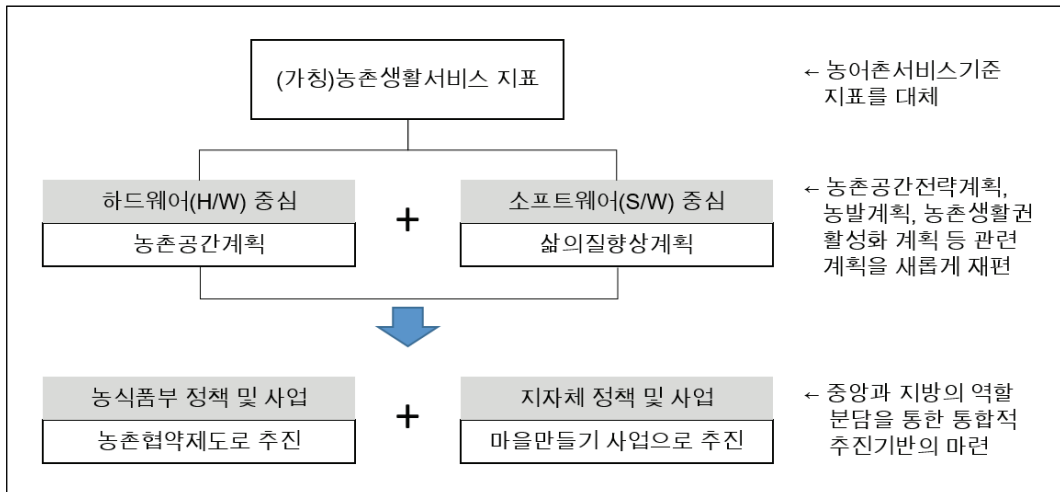 (가칭)농촌생활서비스 지표
← 농어촌서비스기준
지표를 대체
하드웨어(H/W) 중심
농촌공간계획
+
소프트웨어(S/W) 중심
삶의질향상계획
← 농촌공간전략계획,
농발계획, 농촌생활권
활성화 계획 등 관련
계획을 새롭게 재편
농식품부 정책 및 사업
농촌협약제도로 추진
+
지자체 정책 및 사업
마을만들기 사업으로 추진
← 중앙과 지방의 역할
분담을 통한 통합적
추진기반의 마련